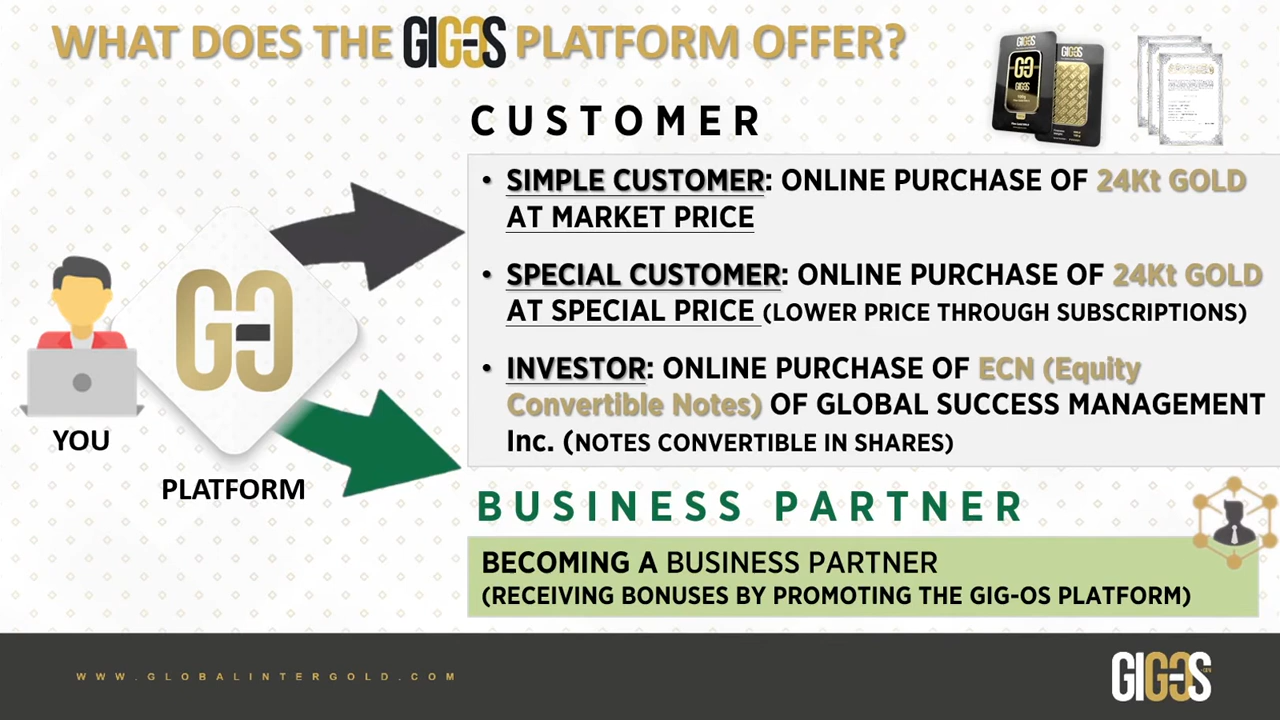 WHAT DOES THE GIG-OS PLATFORM OFFER?
GIGOS
GIGOS
CUSTOMER
• SIMPLE CUSTOMER: ONLINE PURCHASE OF 24Kt GOLD
AT MARKET PRICE
• SPECIAL CUSTOMER: ONLINE PURCHASE OF 24Kt GOLD
AT SPECIAL PRICE (LOWER PRICE THROUGH SUBSCRIPTIONS)
• INVESTOR: ONLINE PURCHASE OF ECN (Equity
Convertible Notes) OF GLOBAL SUCCESS MANAGEMENT
Inc. (NOTES CONVERTIBLE IN SHARES)
YOU
PLATFORM
BUSINESS PARTNER
BECOMING A BUSINESS PARTNER
(RECEIVING BONUSES BY PROMOTING THE GIG-OS PLATFORM)
WWW.GLOBALINTERGOLD.COM
GIGOS